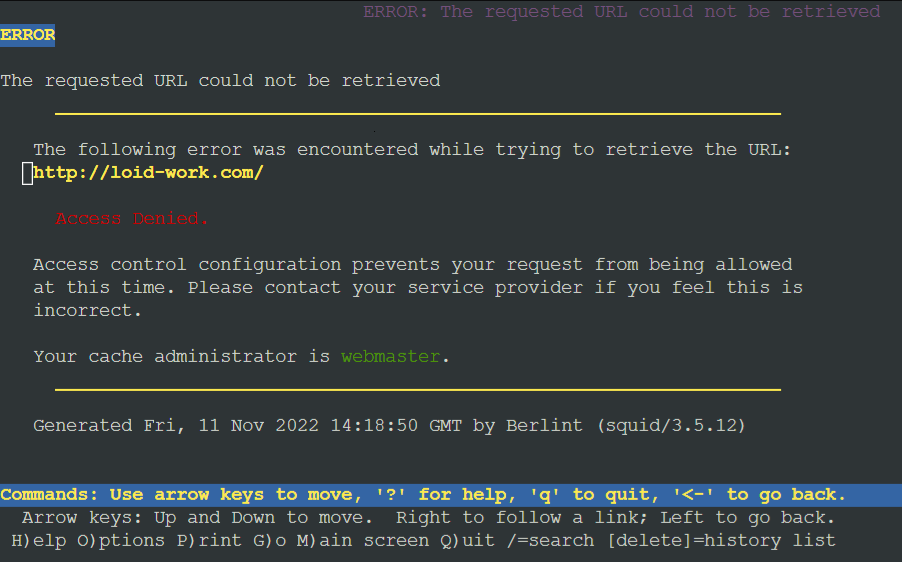 ERROR: The requested URL could not be retrieved
ERROR
The requested URL could not be retrieved
The following error was encountered while trying to retrieve the URL:
http://loid-work.com/
Access Denied.
Access control configuration prevents your request from being allowed
at this time. Please contact your service provider if you feel this is
incorrect.
Your cache administrator is webmaster.
Generated Fri, 11 Nov 2022 14:18:50 GMT by Berlint (squid/3.5.12)
Commands: Use arrow keys to move, '?' for help, 'q' to quit, '<-' to go back.
Arrow keys: Up and Down to move.  Right to follow a link; Left to go back.
H)elp O)ptions P)rint G)o M)ain screen Q)uit /=search [delete]=history list